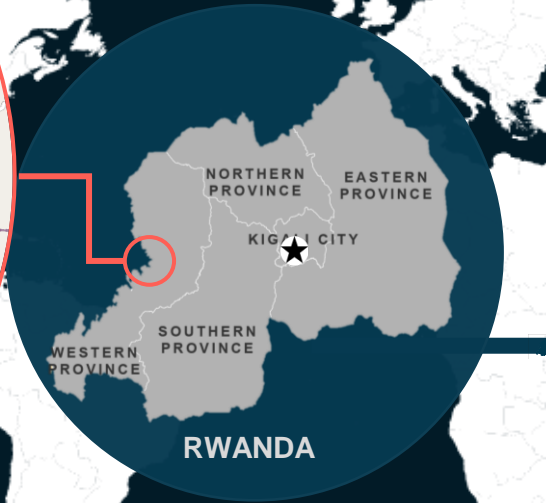 NORTHERN
PROVINCE
EASTERN
PROVINCE
KIGALI CITY
SOUTHERN
PROVINCE
WESTERN
PROVINCE
RWANDA